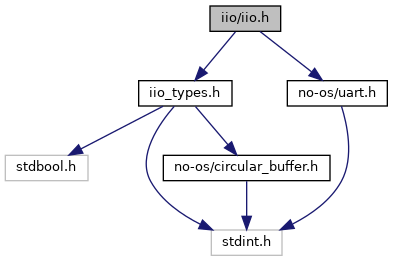 iio/iio.h
iio_types.h
no-os/uart.h
stdbool.h
no-os/circular_buffer.h
stdint.h